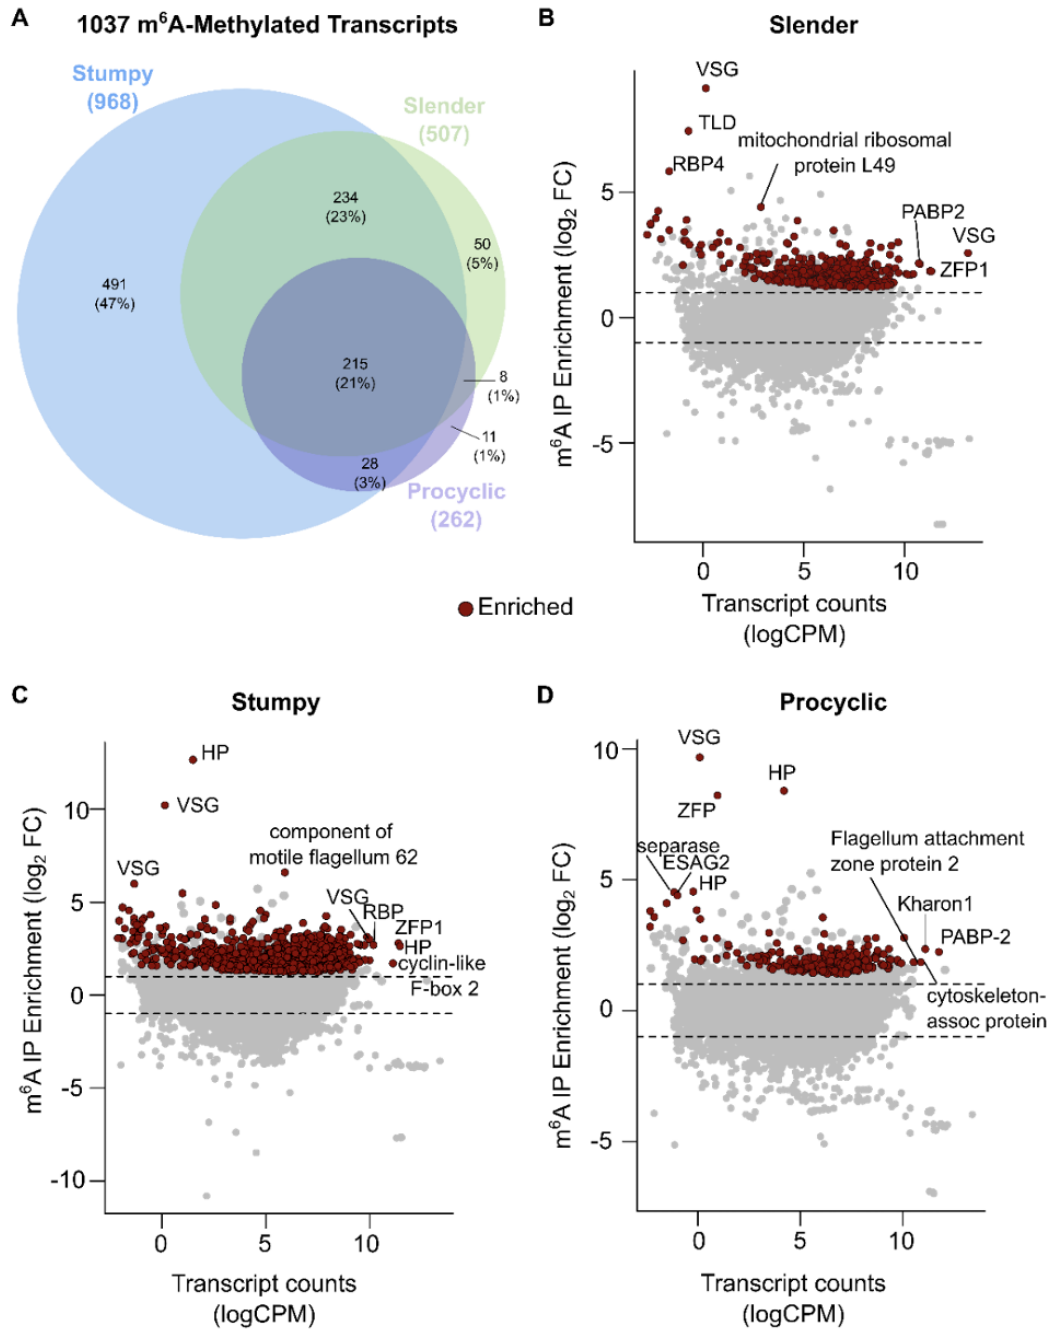 A
1037 m⁶A-Methylated Transcripts
Stumpy
(968)
Slender
(507)
234
(23%)
50
(5%)
491
(47%)
215
(21%)
8
(1%)
11
(1%)
28
(3%)
Procyclic
(262)
B
Slender
VSG
TLD
mitochondrial ribosomal
protein L49
RBP4
PABP2
VSG
ZFP1
5
0
-5
m⁶A IP Enrichment (log₂ FC)
0 5 10
Transcript counts
(logCPM)
Enriched
C
Stumpy
HP
VSG
component of
motile flagellum 62
VSG
VSG
RBP
ZFP1
HP
cyclin-like
F-box 2
10
5
0
-5
-10
m⁶A IP Enrichment (log₂ FC)
0 5 10
Transcript counts
(logCPM)
D
Procyclic
VSG
HP
ZFP
separase
ESAG2
HP
Flagellum attachment
zone protein 2
Kharon1
PABP-2
cytoskeleton-
assoc protein
10
5
0
-5
m⁶A IP Enrichment (log₂ FC)
0 5 10
Transcript counts
(logCPM)